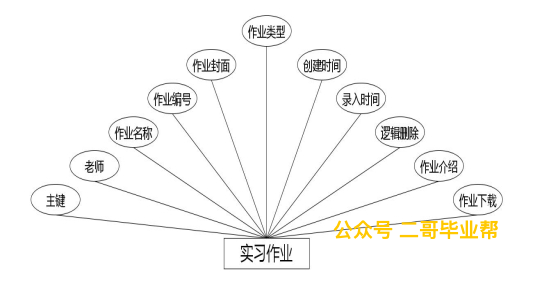 作业类型
作业封面
创建时间
作业编号
录入时间
作业名称
逻辑删除
老师
作业介绍
主键
作业下载
公众号 二哥毕业帮
实习作业